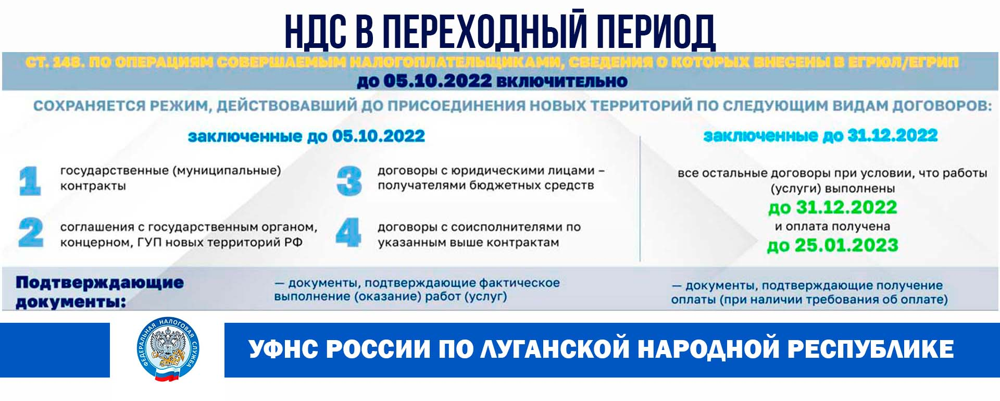 НДС В ПЕРЕХОДНЫЙ ПЕРИОД
СТ. 148. ПО ОПЕРАЦИЯМ СОВЕРШАЕМЫМ НАЛОГОПЛАТЕЛЬЩИКАМИ, СВЕДЕНИЯ О КОТОРЫХ ВНЕСЕНЫ В ЕГРЮЛ/ЕГРИП
до 05.10.2022 включительно
СОХРАНЯЕТСЯ РЕЖИМ, ДЕЙСТВОВАВШИЙ ДО ПРИСОЕДИНЕНИЯ НОВЫХ ТЕРРИТОРИЙ ПО СЛЕДУЮЩИМ ВИДАМ ДОГОВОРОВ:
заключенные до 05.10.2022
1
государственные (муниципальные)
контракты
2
соглашения с государственным органом,
концерном, ГУП новых территорий РФ
3
договоры с юридическими лицами –
получателями бюджетных средств
4
договоры с соисполнителями по
указанным выше контрактам
заключенные до 31.12.2022
все остальные договоры при условии, что работы
(услуги) выполнены
до 31.12.2022
и оплата получена
до 25.01.2023
Подтверждающие
документы:
— документы, подтверждающие фактическое
выполнение (оказание) работ (услуг)
— документы, подтверждающие получение
оплаты (при наличии требования об оплате)
ФЕДЕРАЛЬНАЯ НАЛОГОВАЯ СЛУЖБА
УФНС РОССИИ ПО ЛУГАНСКОЙ НАРОДНОЙ РЕСПУБЛИКЕ